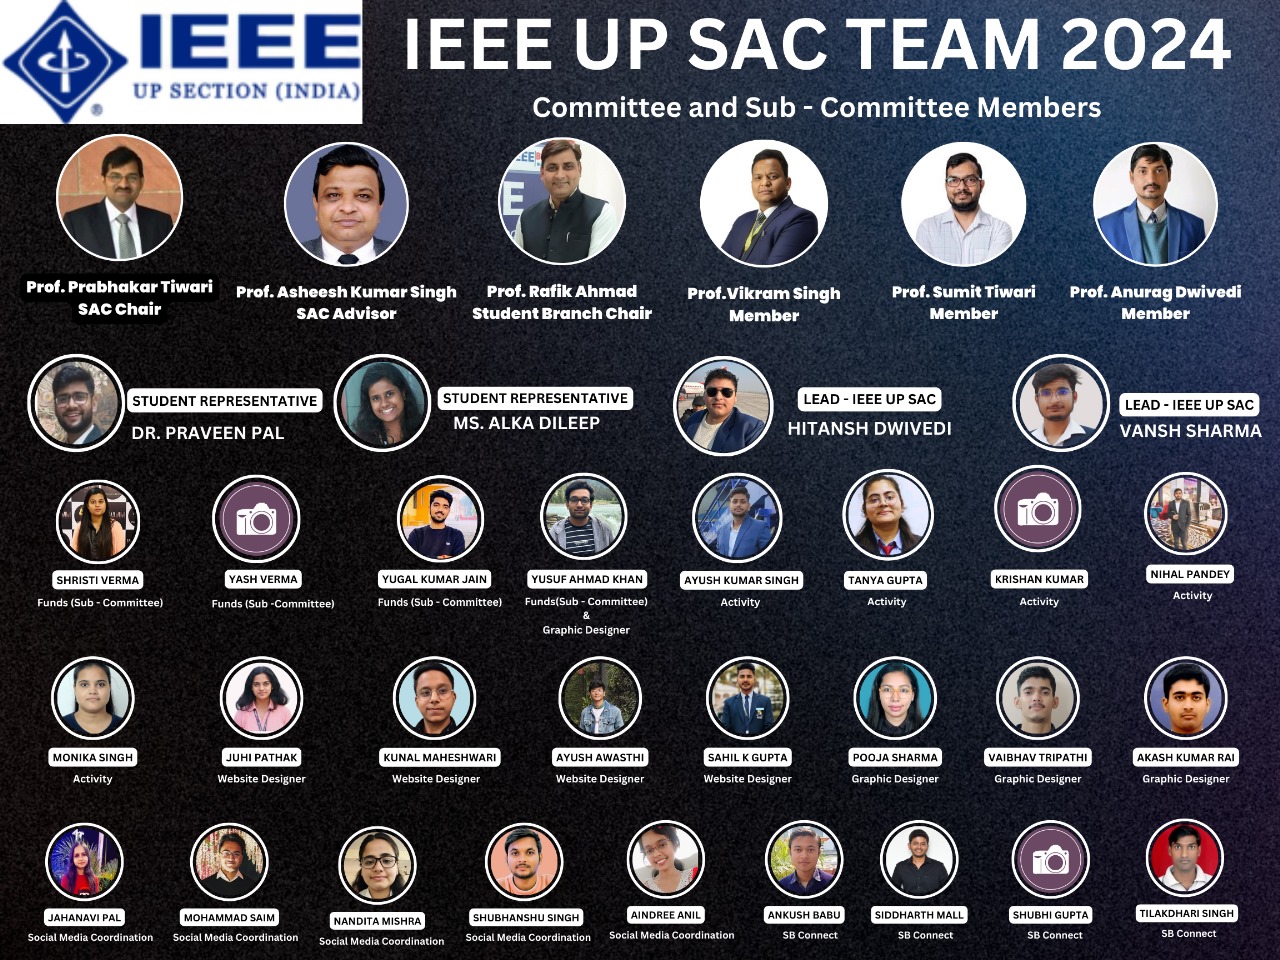 IEEE
UP SECTION (INDIA)
®
IEEE UP SAC TEAM 2024
Committee and Sub - Committee Members
Prof. Prabhakar Tiwari
SAC Chair
Prof. Asheesh Kumar Singh
SAC Advisor
Prof. Rafik Ahmad
Student Branch Chair
Prof.Vikram Singh
Member
Prof. Sumit Tiwari
Member
Prof. Anurag Dwivedi
Member
STUDENT REPRESENTATIVE
DR. PRAVEEN PAL
STUDENT REPRESENTATIVE
MS. ALKA DILEEP
LEAD - IEEE UP SAC
HITANSH DWIVEDI
LEAD - IEEE UP SAC
VANSH SHARMA
SHRISTI VERMA
Funds (Sub - Committee)
YASH VERMA
Funds (Sub -Committee)
YUGAL KUMAR JAIN
Funds (Sub - Committee)
YUSUF AHMAD KHAN
Funds(Sub - Committee)
&
Graphic Designer
AYUSH KUMAR SINGH
Activity
TANYA GUPTA
Activity
KRISHAN KUMAR
Activity
NIHAL PANDEY
Activity
MONIKA SINGH
Activity
JUHI PATHAK
Website Designer
KUNAL MAHESHWARI
Website Designer
AYUSH AWASTHI
Website Designer
SAHIL K GUPTA
Website Designer
POOJA SHARMA
Graphic Designer
VAIBHAV TRIPATHI
Graphic Designer
AKASH KUMAR RAI
Graphic Designer
JAHANAVI PAL
Social Media Coordination
MOHAMMAD SAIM
Social Media Coordination
NANDITA MISHRA
Social Media Coordination
SHUBHANSHU SINGH
Social Media Coordination
AINDREE ANIL
Social Media Coordination
ANKUSH BABU
SB Connect
SIDDHARTH MALL
SB Connect
SHUBHI GUPTA
SB Connect
TILAKDHARI SINGH
SB Connect